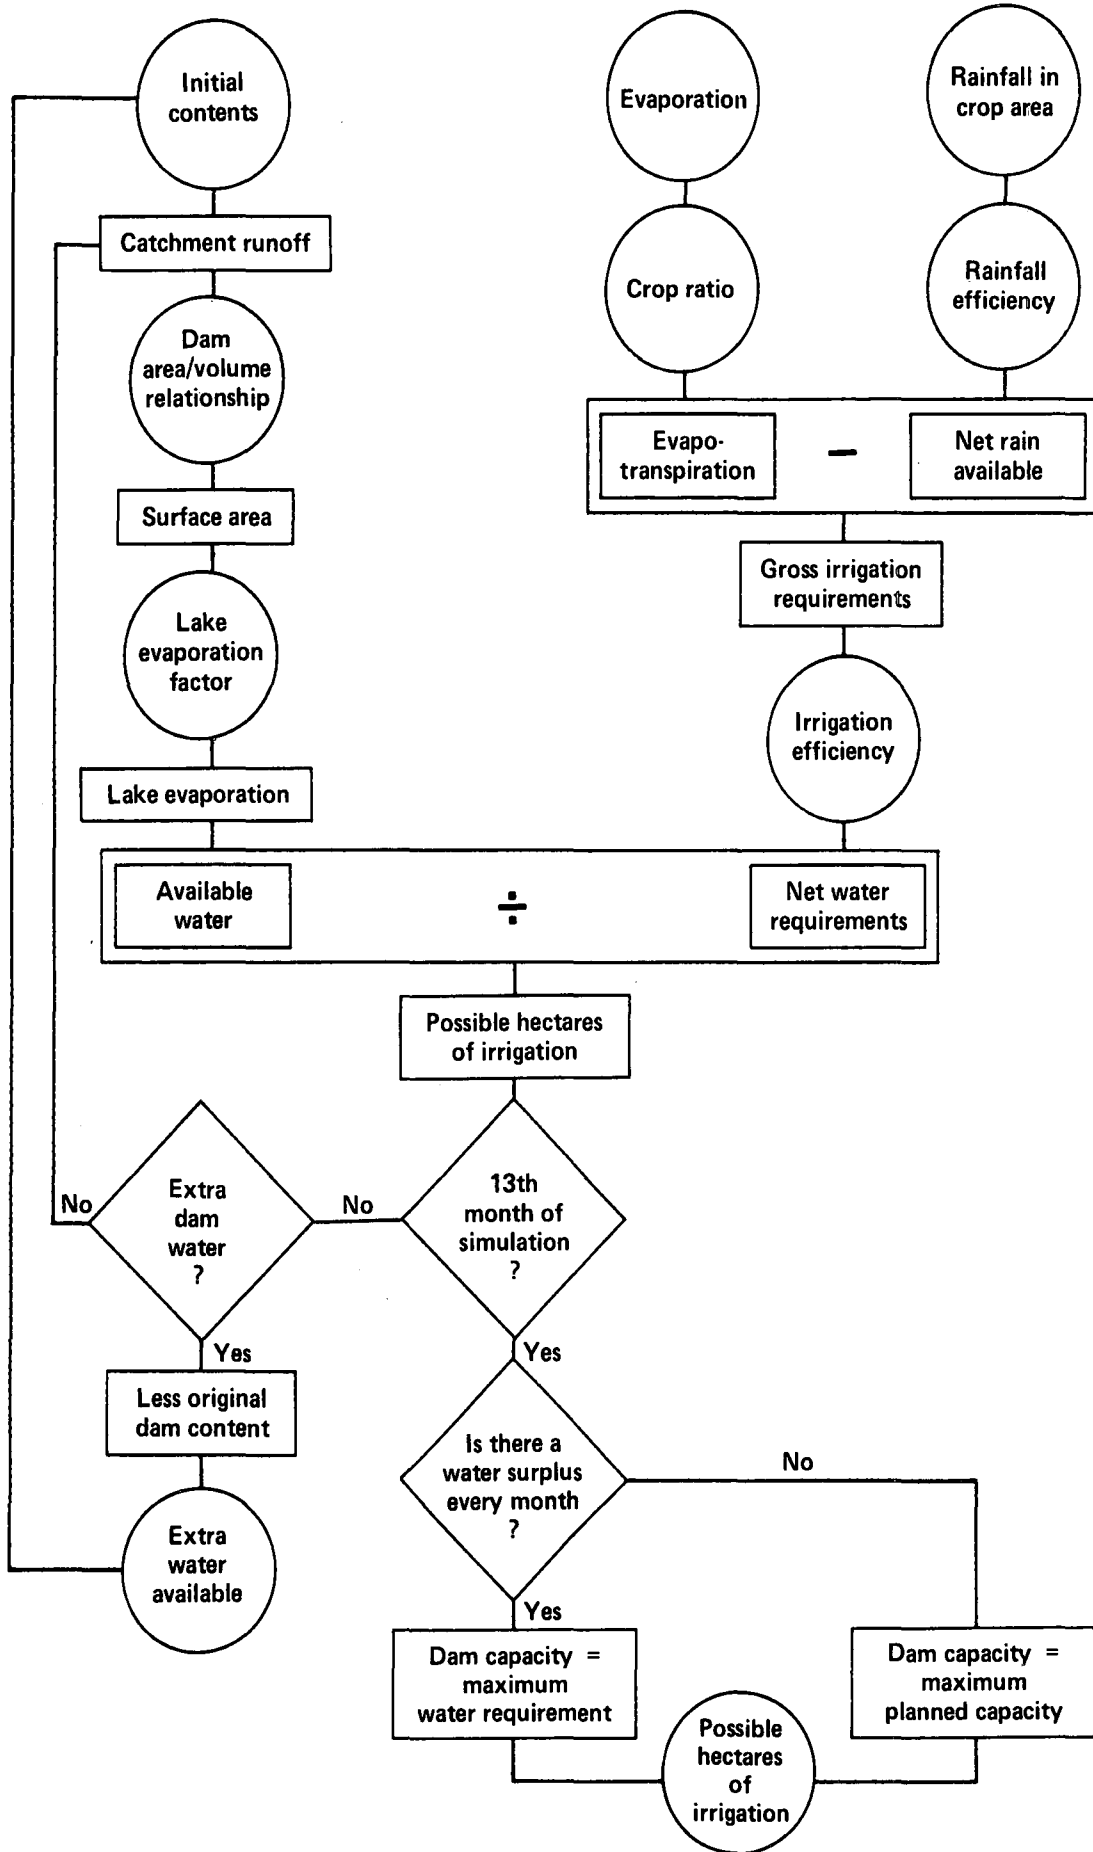 Initial
contents
Evaporation
Rainfall in
crop area
Catchment runoff
Crop ratio
Rainfall
efficiency
Dam
area/volume
relationship
Evapo-
transpiration
–
Net rain
available
Surface area
Gross irrigation
requirements
Lake
evaporation
factor
Irrigation
efficiency
Lake evaporation
Available
water
÷
Net water
requirements
Possible hectares
of irrigation
No
Extra
dam
water
?
No
13th
month of
simulation
?
Yes
Yes
Less original
dam content
Is there a
water surplus
every month
?
No
Extra
water
available
Yes
Dam capacity =
maximum
water requirement
Dam capacity =
maximum
planned capacity
Possible
hectares
of
irrigation